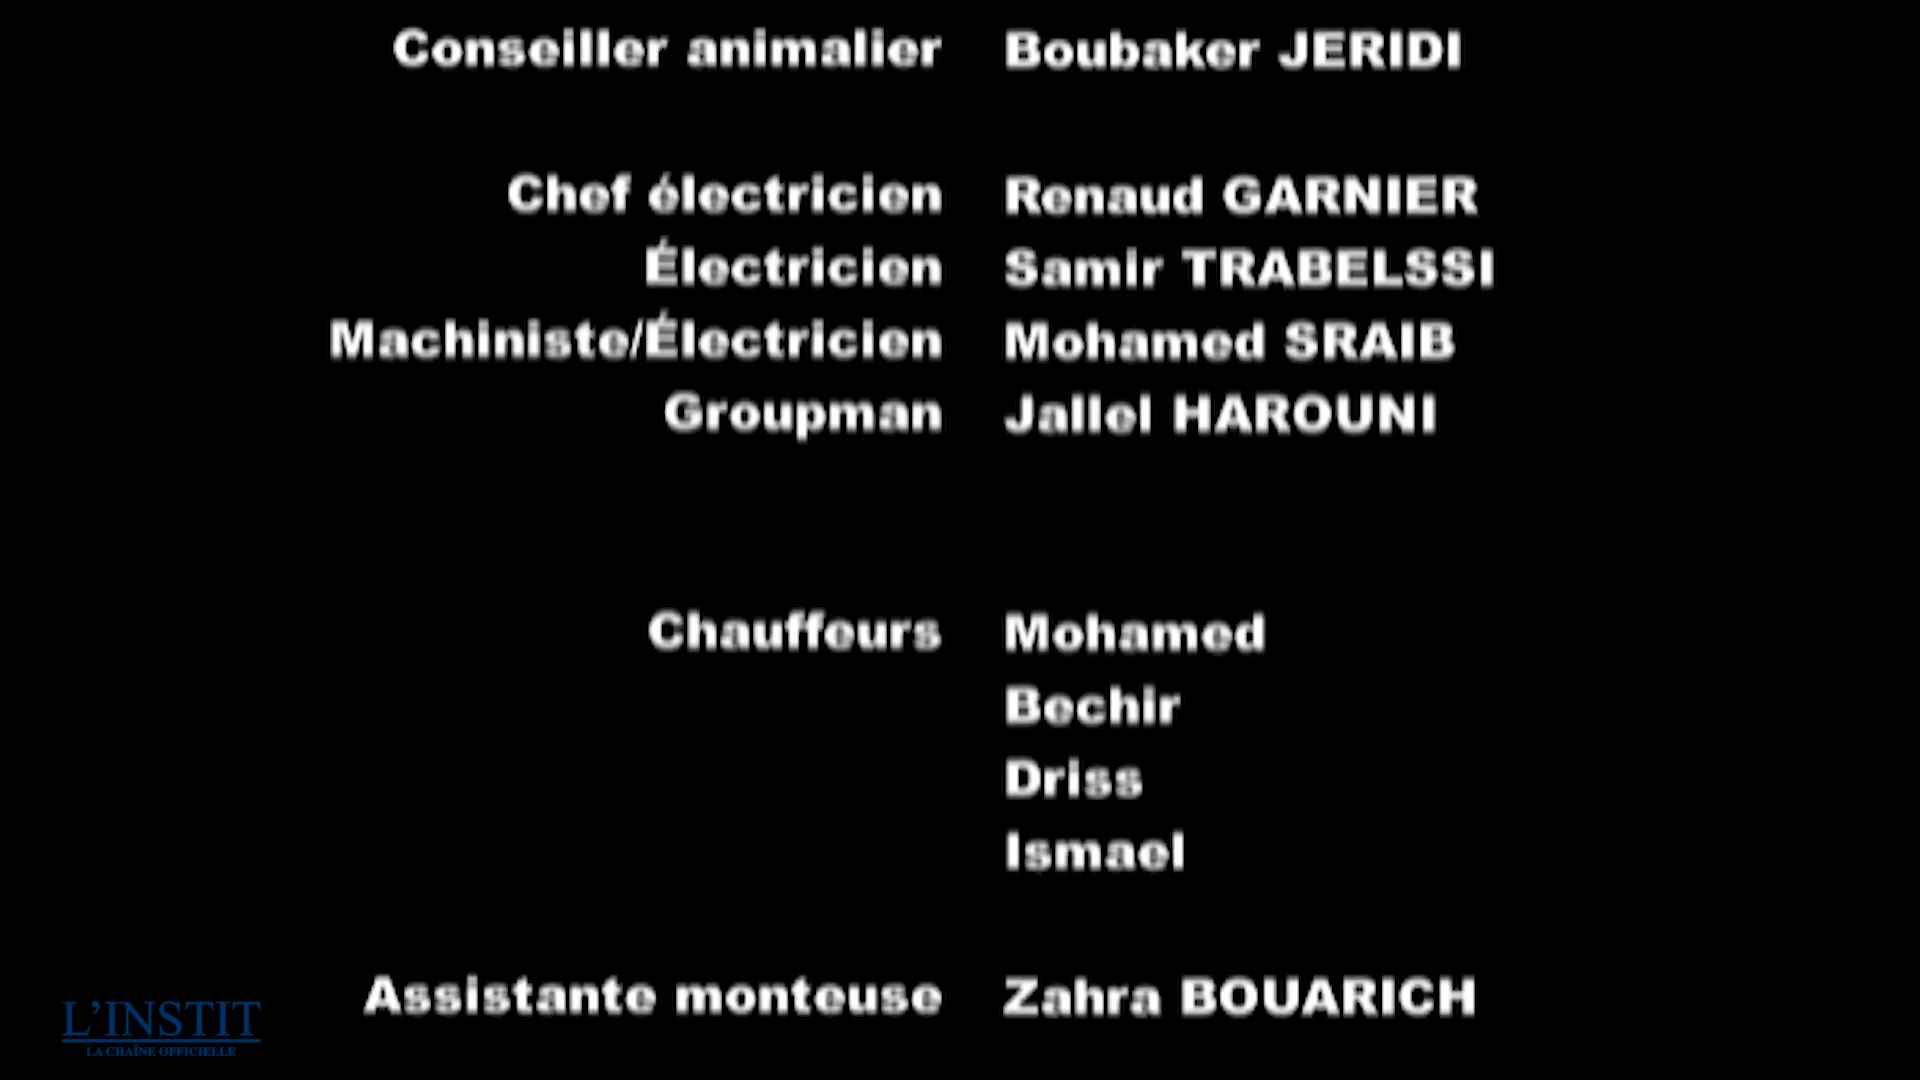 Conseiller animalier Boubaker JERIDI
Chef électricien Renaud GARNIER
Électricien Samir TRABELSSI
Machiniste/Électricien Mohamed SRAIB
Groupman Jallel HAROUNI
Chauffeurs Mohamed
Bechir
Driss
Ismael
Assistante monteuse Zahra BOUARICH
L'INSTIT
LA CHAÎNE OFFICIELLE